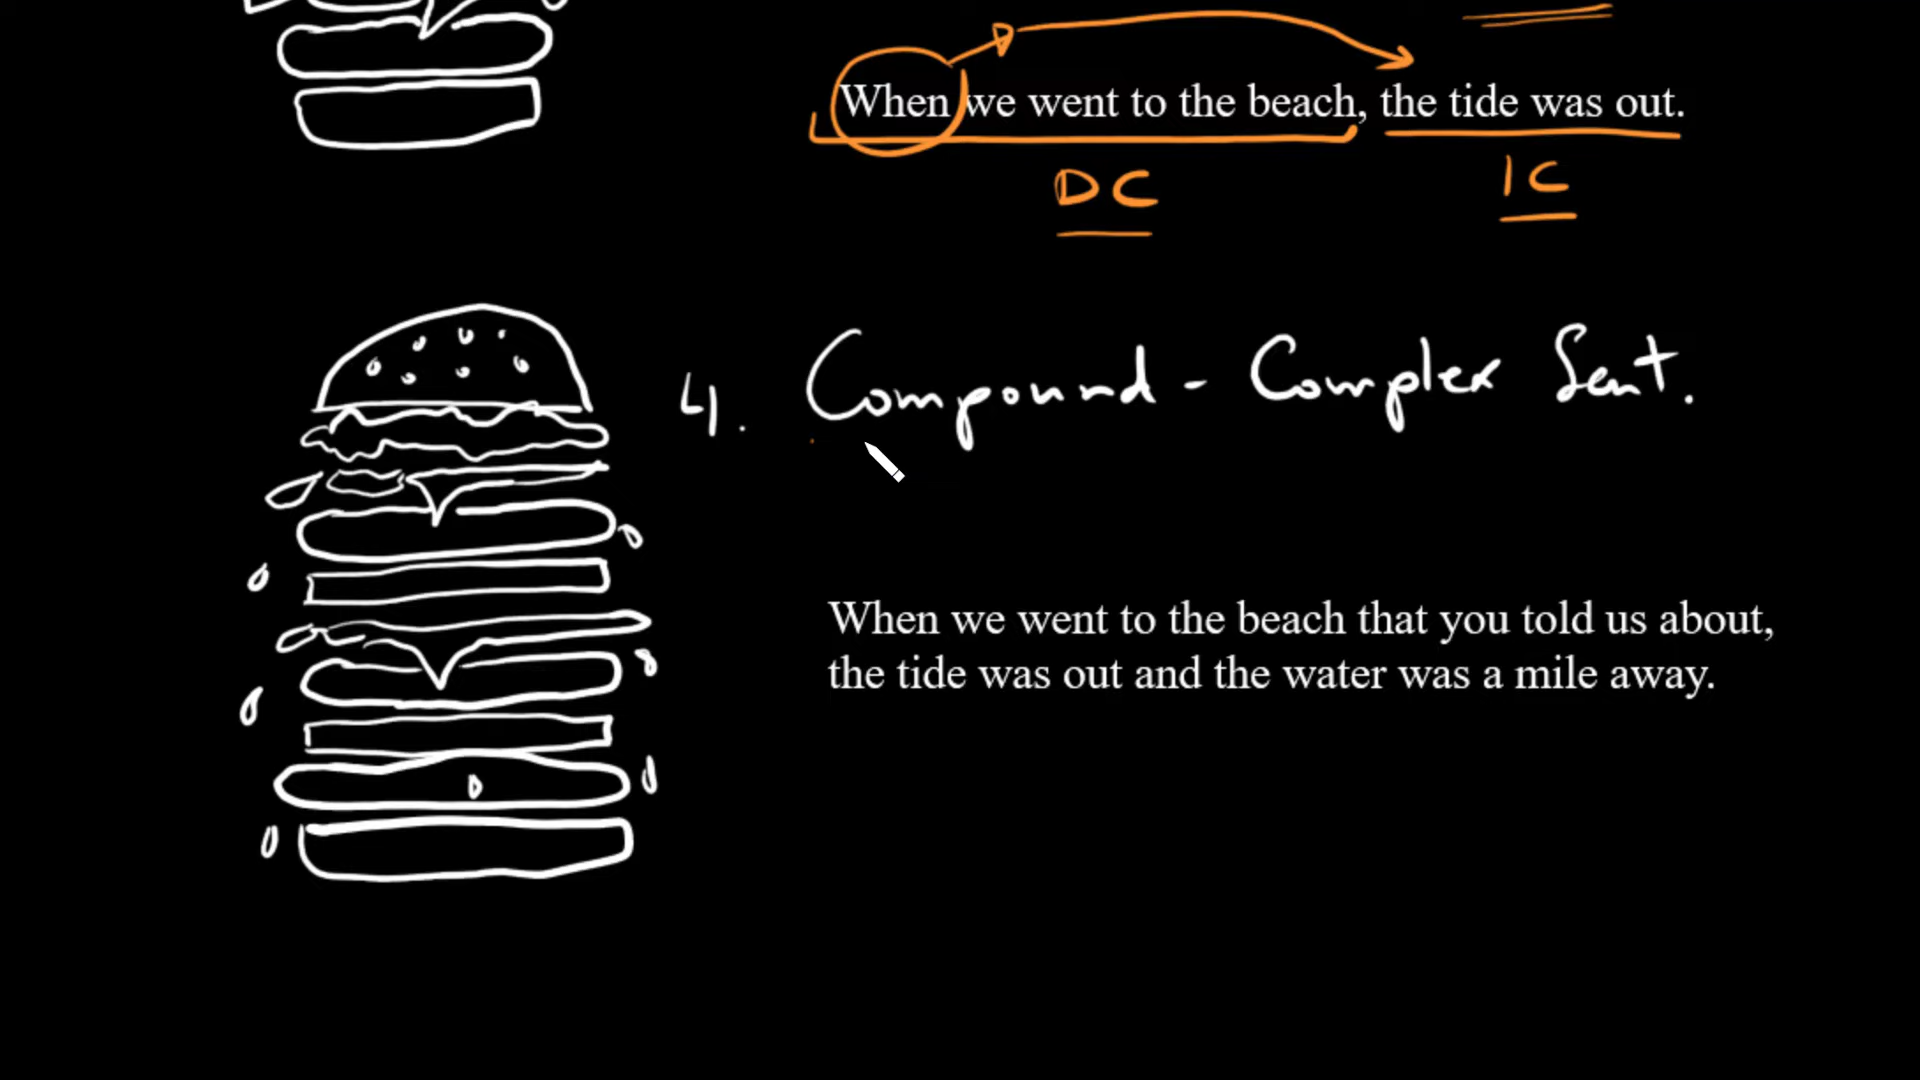 When we went to the beach, the tide was out.
DC IC
4. Compound - Complex Sent.
When we went to the beach that you told us about,
the tide was out and the water was a mile away.